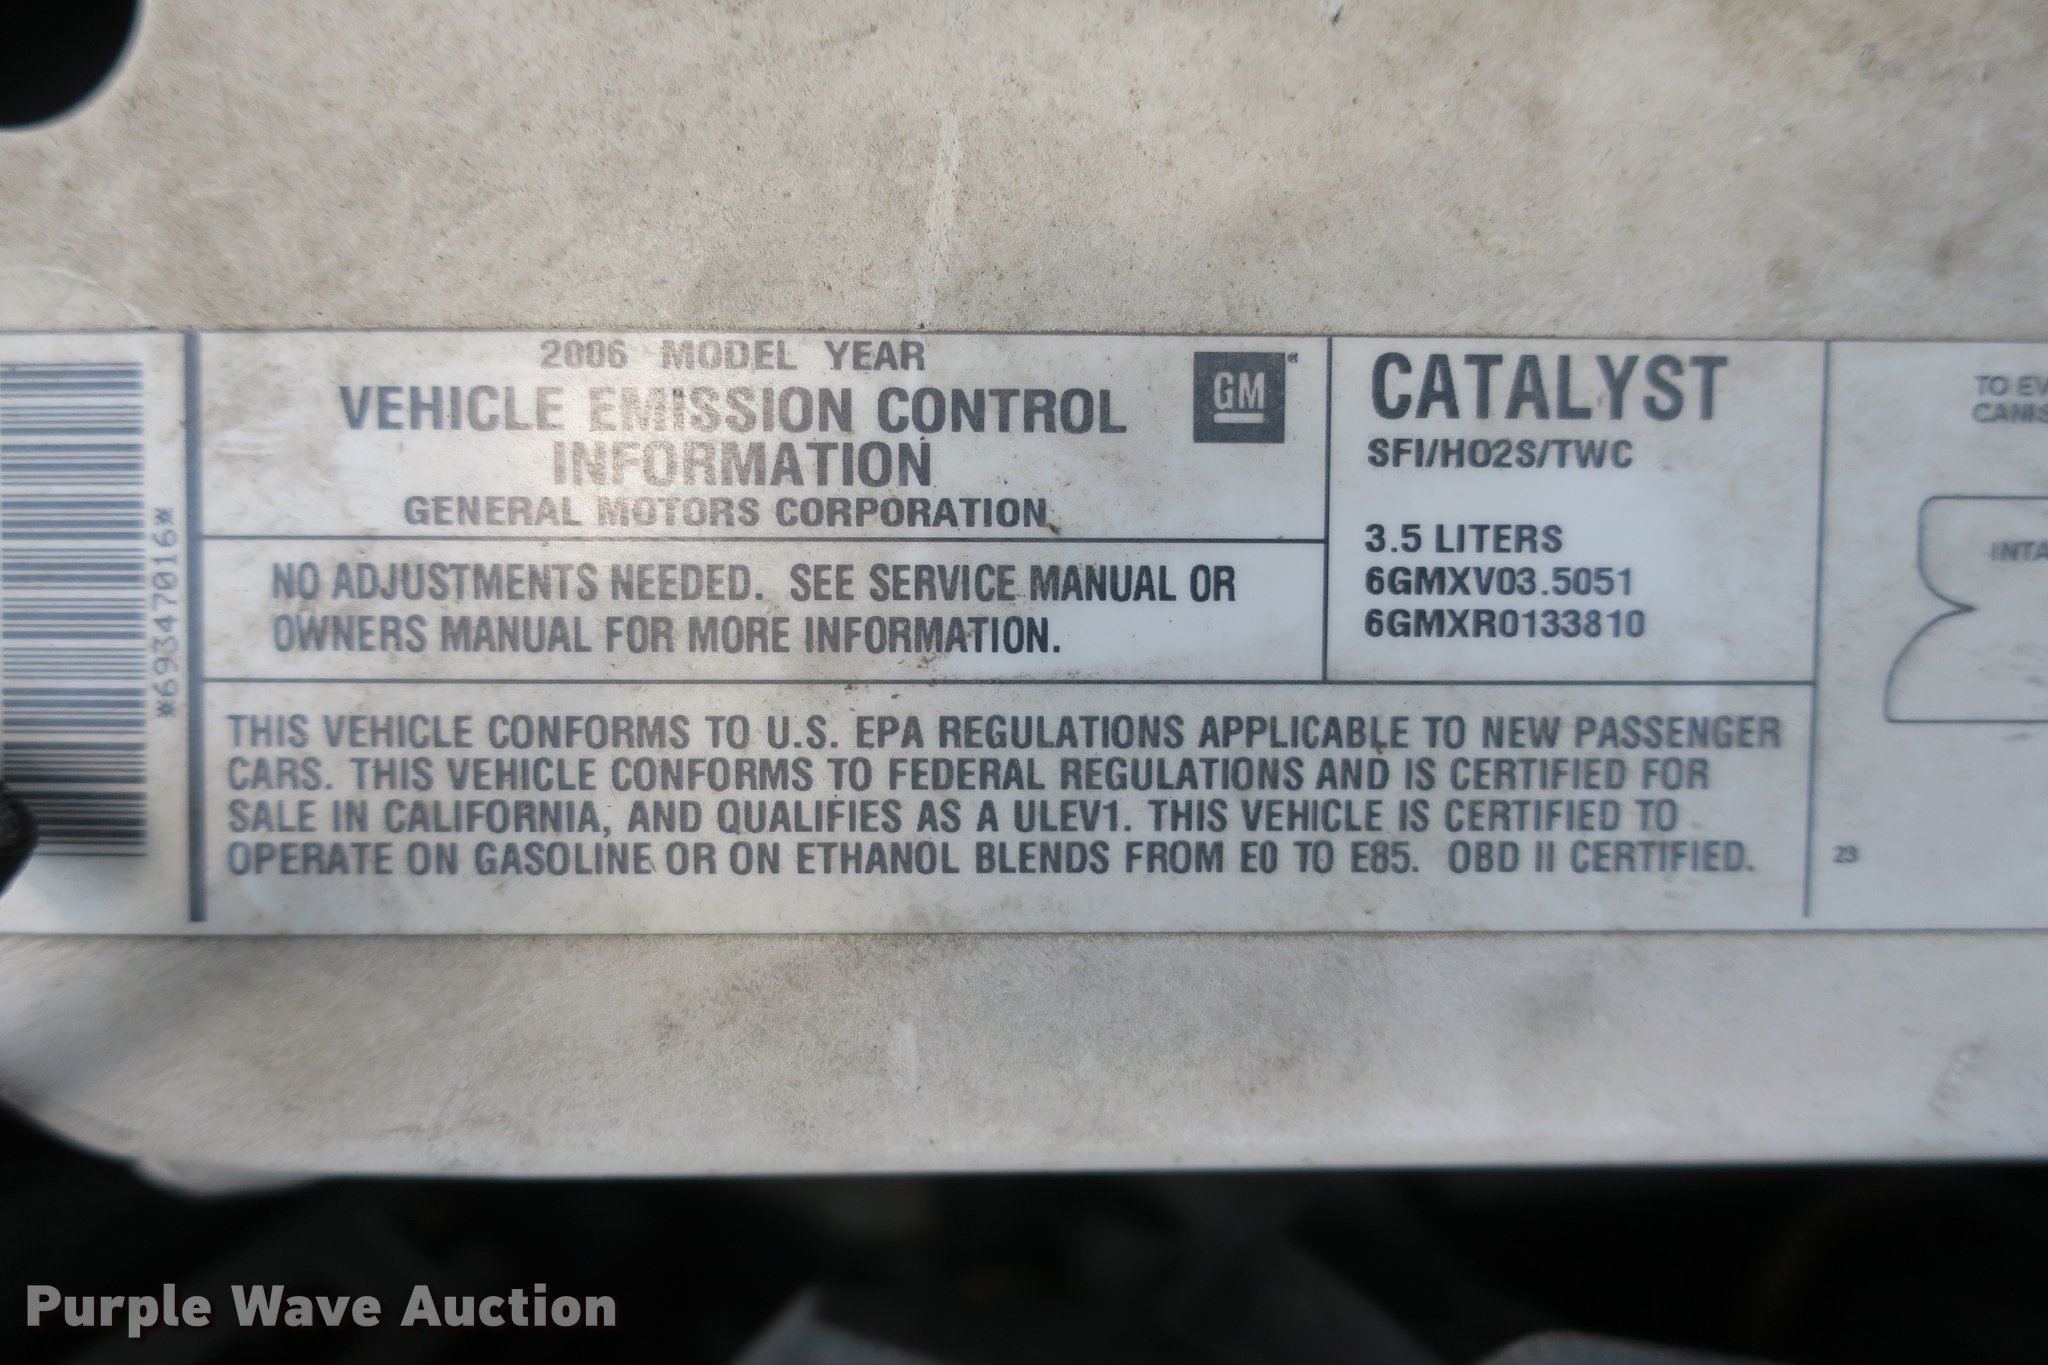 *69347016*
2006 MODEL YEAR
VEHICLE EMISSION CONTROL
INFORMATION
GENERAL MOTORS CORPORATION
GM
NO ADJUSTMENTS NEEDED. SEE SERVICE MANUAL OR
OWNERS MANUAL FOR MORE INFORMATION.
CATALYST
SFI/HO2S/TWC
3.5 LITERS
6GMXV03.5051
6GMXR0133810
THIS VEHICLE CONFORMS TO U.S. EPA REGULATIONS APPLICABLE TO NEW PASSENGER
CARS. THIS VEHICLE CONFORMS TO FEDERAL REGULATIONS AND IS CERTIFIED FOR
SALE IN CALIFORNIA, AND QUALIFIES AS A ULEV1. THIS VEHICLE IS CERTIFIED TO
OPERATE ON GASOLINE OR ON ETHANOL BLENDS FROM E0 TO E85. OBD II CERTIFIED.
TO EV
CANIS
INTA
23
Purple Wave Auction